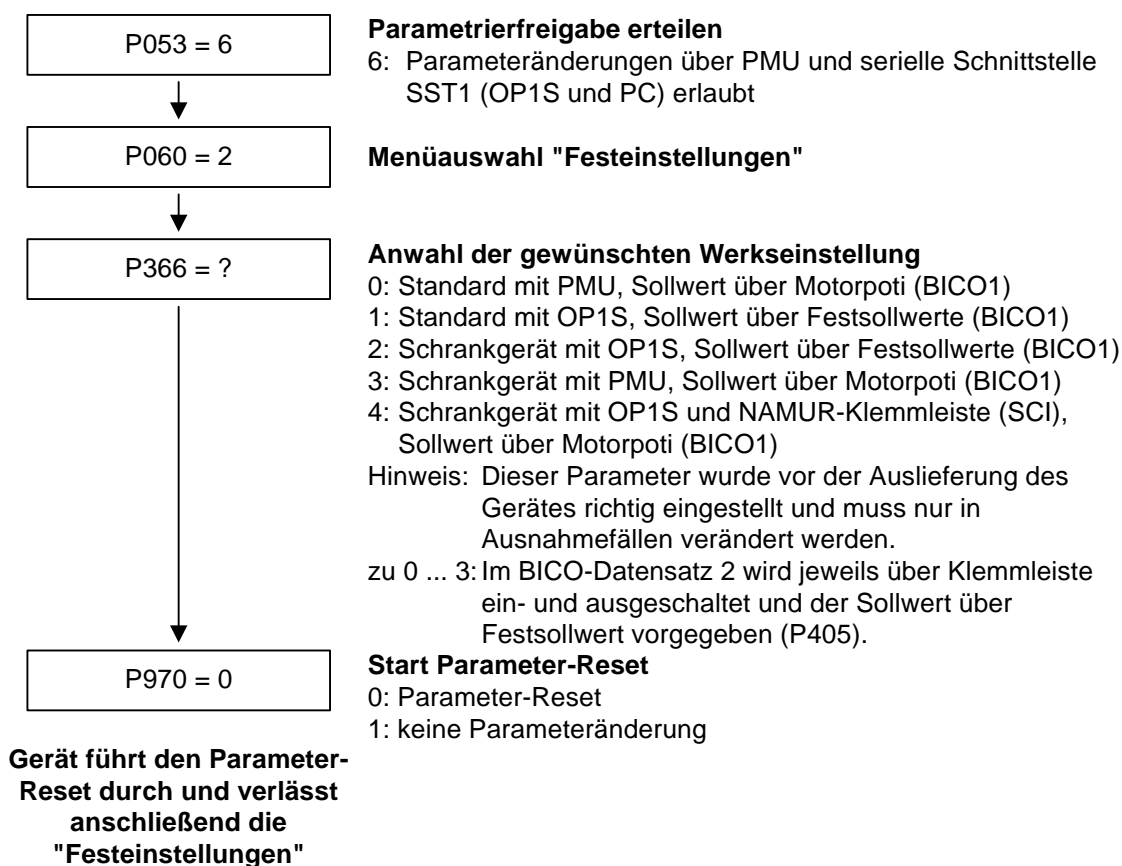 P053 = 6
Parametrierfreigabe erteilen
6: Parameteränderungen über PMU und serielle Schnittstelle
SST1 (OP1S und PC) erlaubt
P060 = 2
Menüauswahl "Festeinstellungen"
P366 = ?
Anwahl der gewünschten Werkseinstellung
0: Standard mit PMU, Sollwert über Motorpoti (BICO1)
1: Standard mit OP1S, Sollwert über Festsollwerte (BICO1)
2: Schrankgerät mit OP1S, Sollwert über Festsollwerte (BICO1)
3: Schrankgerät mit PMU, Sollwert über Motorpoti (BICO1)
4: Schrankgerät mit OP1S und NAMUR-Klemmleiste (SCI),
Sollwert über Motorpoti (BICO1)
Hinweis: Dieser Parameter wurde vor der Auslieferung des
Gerätes richtig eingestellt und muss nur in
Ausnahmefällen verändert werden.
zu 0 ... 3: Im BICO-Datensatz 2 wird jeweils über Klemmleiste
ein- und ausgeschaltet und der Sollwert über
Festsollwert vorgegeben (P405).
P970 = 0
Start Parameter-Reset
0: Parameter-Reset
1: keine Parameteränderung
Gerät führt den Parameter-
Reset durch und verlässt
anschließend die
"Festeinstellungen"